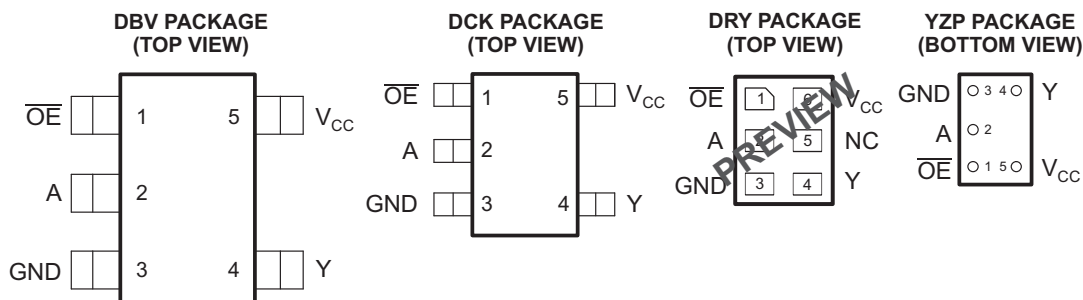 DBV PACKAGE
(TOP VIEW)
OE 1 5 VCC
A 2
GND 3 4 Y
DCK PACKAGE
(TOP VIEW)
OE 1 5 VCC
A 2
GND 3 4 Y
DRY PACKAGE
(TOP VIEW)
OE 1 6 VCC
A 2 5 NC
GND 3 4 Y
PREVIEW
YZP PACKAGE
(BOTTOM VIEW)
GND 3 4 Y
A 2
OE 1 5 VCC